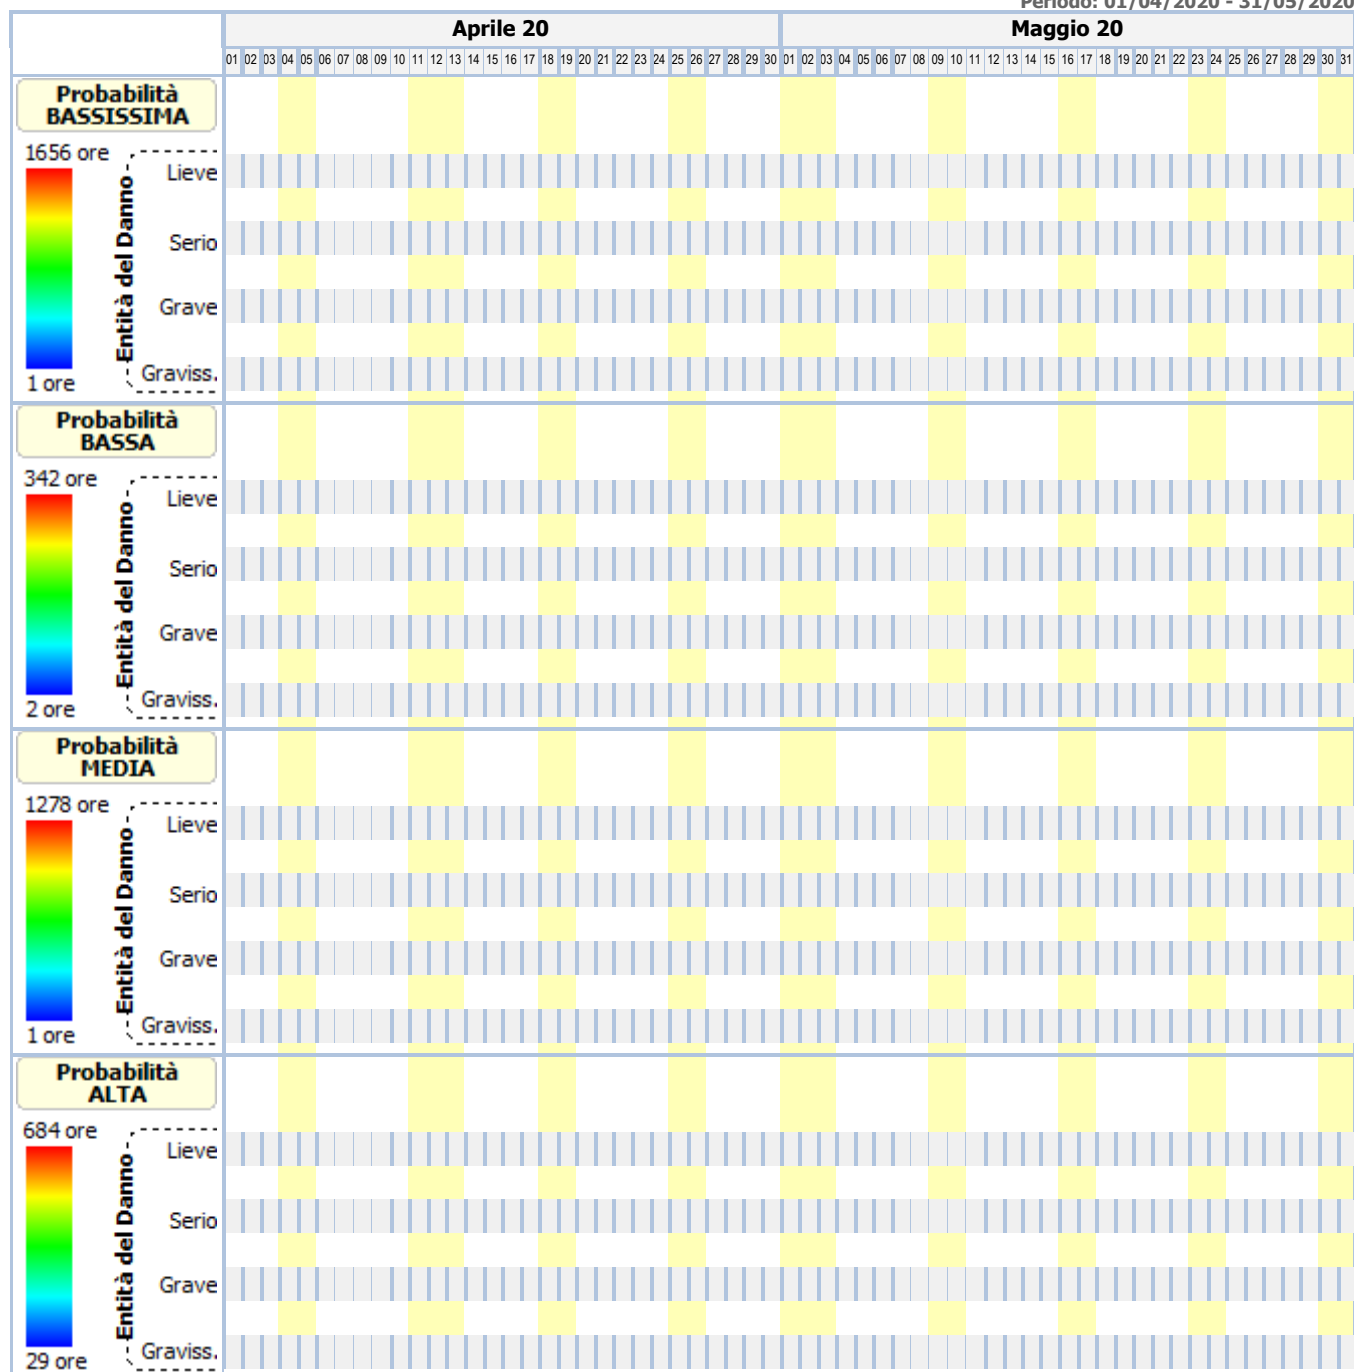 Periodo: 01/04/2020 - 31/05/2020
Aprile 20 Maggio 20
01 02 03 04 05 06 07 08 09 10 11 12 13 14 15 16 17 18 19 20 21 22 23 24 25 26 27 28 29 30 01 02 03 04 05 06 07 08 09 10 11 12 13 14 15 16 17 18 19 20 21 22 23 24 25 26 27 28 29 30 31
Probabilità
BASSISSIMA
1656 ore
Entità del Danno
Lieve
Serio
Grave
Graviss.
1 ore
Probabilità
BASSA
342 ore
Entità del Danno
Lieve
Serio
Grave
Graviss.
2 ore
Probabilità
MEDIA
1278 ore
Entità del Danno
Lieve
Serio
Grave
Graviss.
1 ore
Probabilità
ALTA
684 ore
Entità del Danno
Lieve
Serio
Grave
Graviss.
29 ore